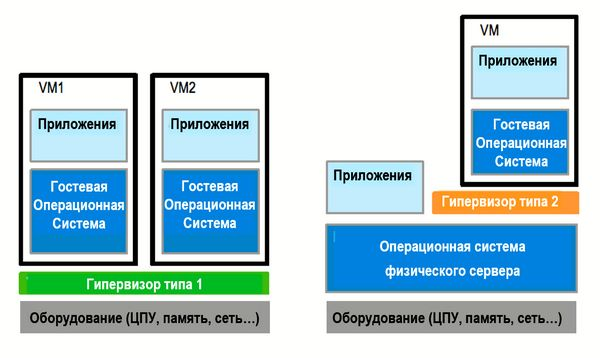 VM1
Приложения
Гостевая
Операционная
Система
VM2
Приложения
Гостевая
Операционная
Система
Гипервизор типа 1
Оборудование (ЦПУ, память, сеть...)
VM
Приложения
Гостевая
Операционная
Система
Приложения
Гипервизор типа 2
Операционная система
физического сервера
Оборудование (ЦПУ, память, сеть...)